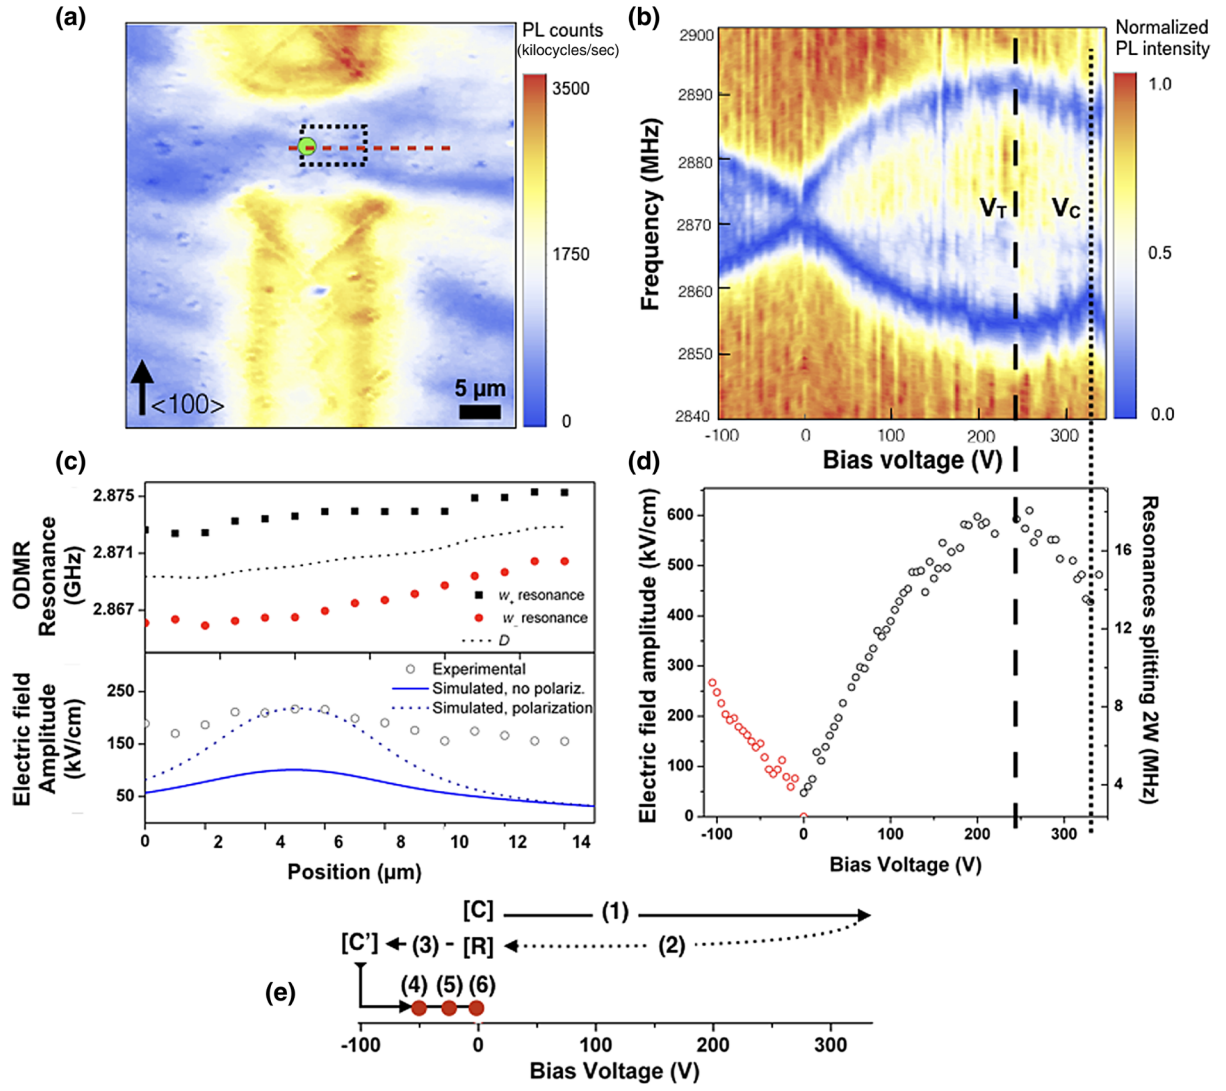 (a)
PL counts
(kilocycles/sec)
3500
1750
0
<100>
5 µm
(b)
Normalized
PL intensity
1.0
0.5
0.0
Frequency (MHz)
2900
2890
2880
2870
2860
2850
2840
V_T
V_C
-100 0 100 200 300
Bias voltage (V)
(c)
ODMR
Resonance
(GHz)
2.875
2.871
2.867
w₊ resonance
w_ resonance
D
Electric field
Amplitude
(kV/cm)
250
150
50
Experimental
Simulated, no polariz.
Simulated, polarization
0 2 4 6 8 10 12 14
Position (µm)
(d)
Electric field amplitude (kV/cm)
600
500
400
300
200
100
0
Resonances splitting 2W (MHz)
16
12
8
4
-100 0 100 200 300
Bias Voltage (V)
[C] (1)
[C'] (3) - [R] (2)
(4) (5) (6)
(e)
-100 0 100 200 300
Bias Voltage (V)